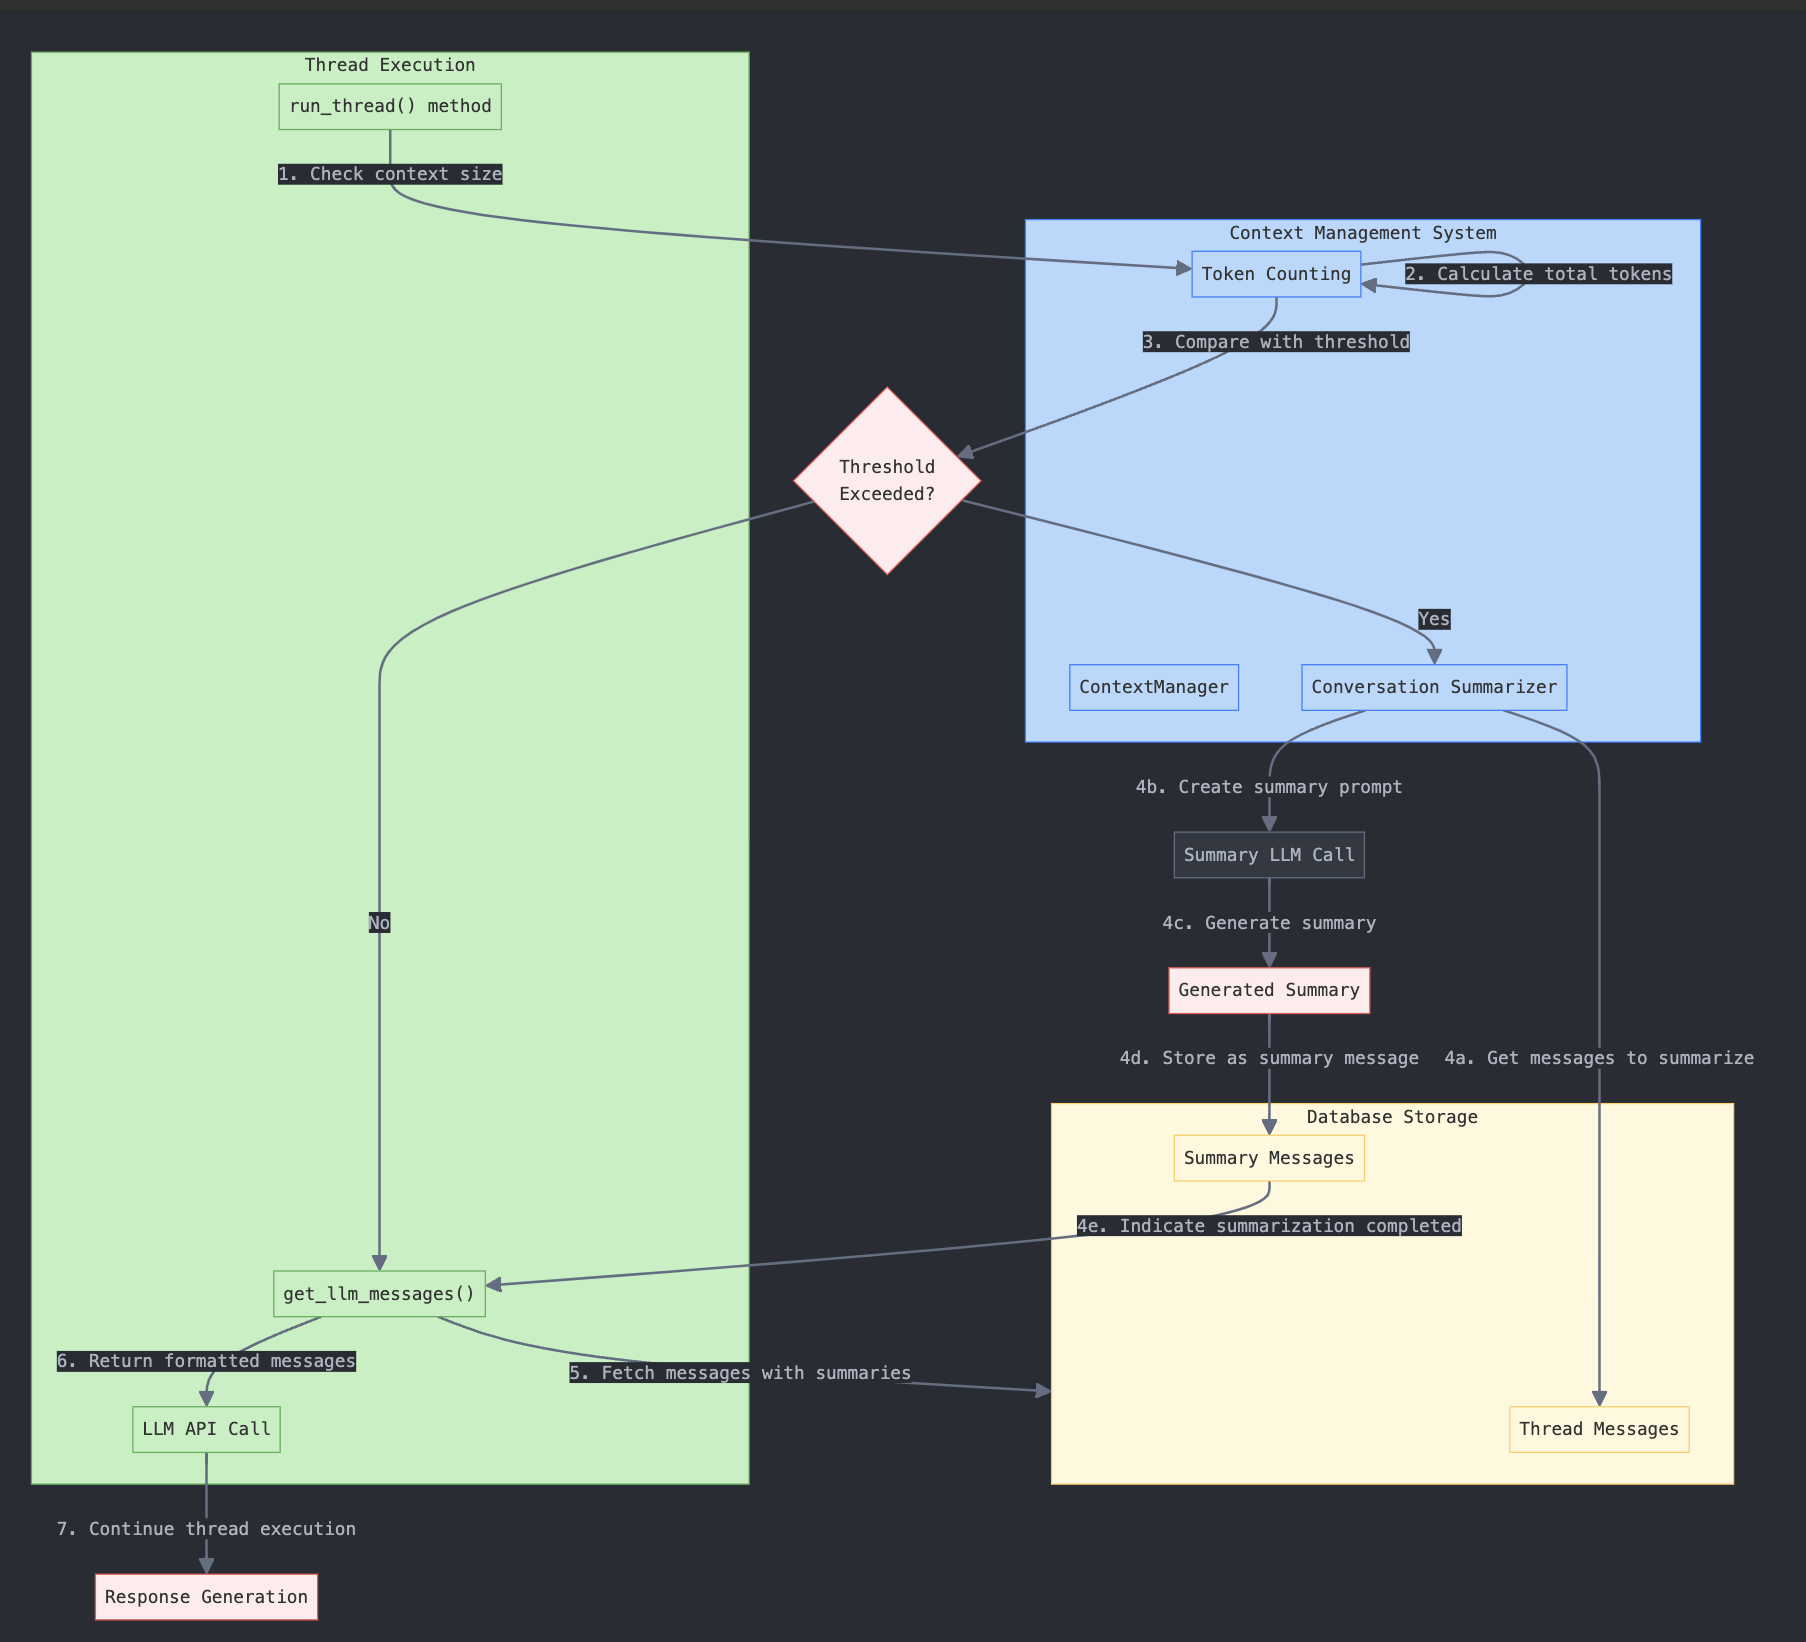 Thread Execution
run_thread() method
1. Check context size
Context Management System
Token Counting
2. Calculate total tokens
3. Compare with threshold
Threshold
Exceeded?
Yes
ContextManager
Conversation Summarizer
4b. Create summary prompt
Summary LLM Call
No
4c. Generate summary
Generated Summary
4d. Store as summary message
4a. Get messages to summarize
Database Storage
Summary Messages
4e. Indicate summarization completed
get_llm_messages()
6. Return formatted messages
5. Fetch messages with summaries
LLM API Call
Thread Messages
7. Continue thread execution
Response Generation